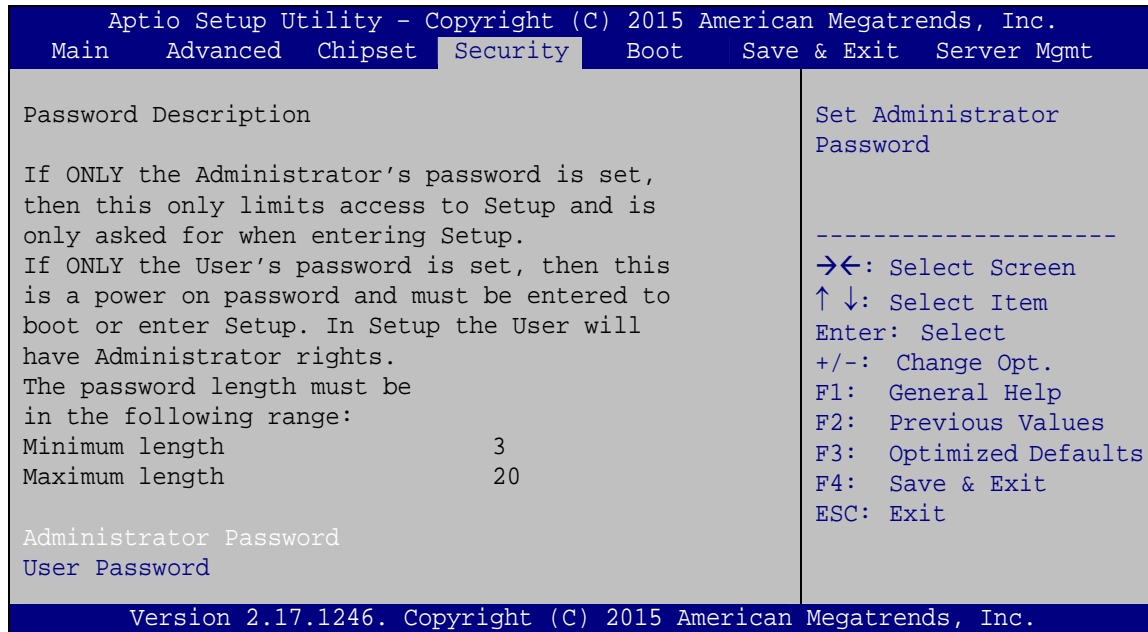 Aptio Setup Utility – Copyright (C) 2015 American Megatrends, Inc.
Main Advanced Chipset Security Boot Save & Exit Server Mgmt
Password Description
If ONLY the Administrator’s password is set,
then this only limits access to Setup and is
only asked for when entering Setup.
If ONLY the User’s password is set, then this
is a power on password and must be entered to
boot or enter Setup. In Setup the User will
have Administrator rights.
The password length must be
in the following range:
Minimum length 3
Maximum length 20
Administrator Password
User Password
Set Administrator
Password
----------------------
→←: Select Screen
↑ ↓: Select Item
Enter: Select
+/-: Change Opt.
F1: General Help
F2: Previous Values
F3: Optimized Defaults
F4: Save & Exit
ESC: Exit
Version 2.17.1246. Copyright (C) 2015 American Megatrends, Inc.